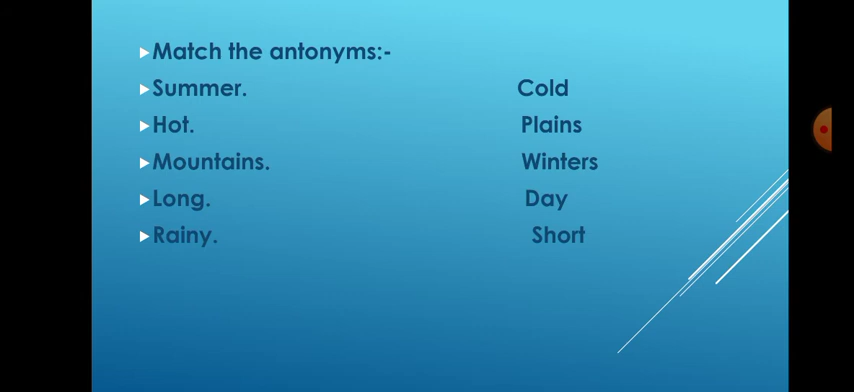 Match the antonyms:-
Summer. Cold
Hot. Plains
Mountains. Winters
Long. Day
Rainy. Short